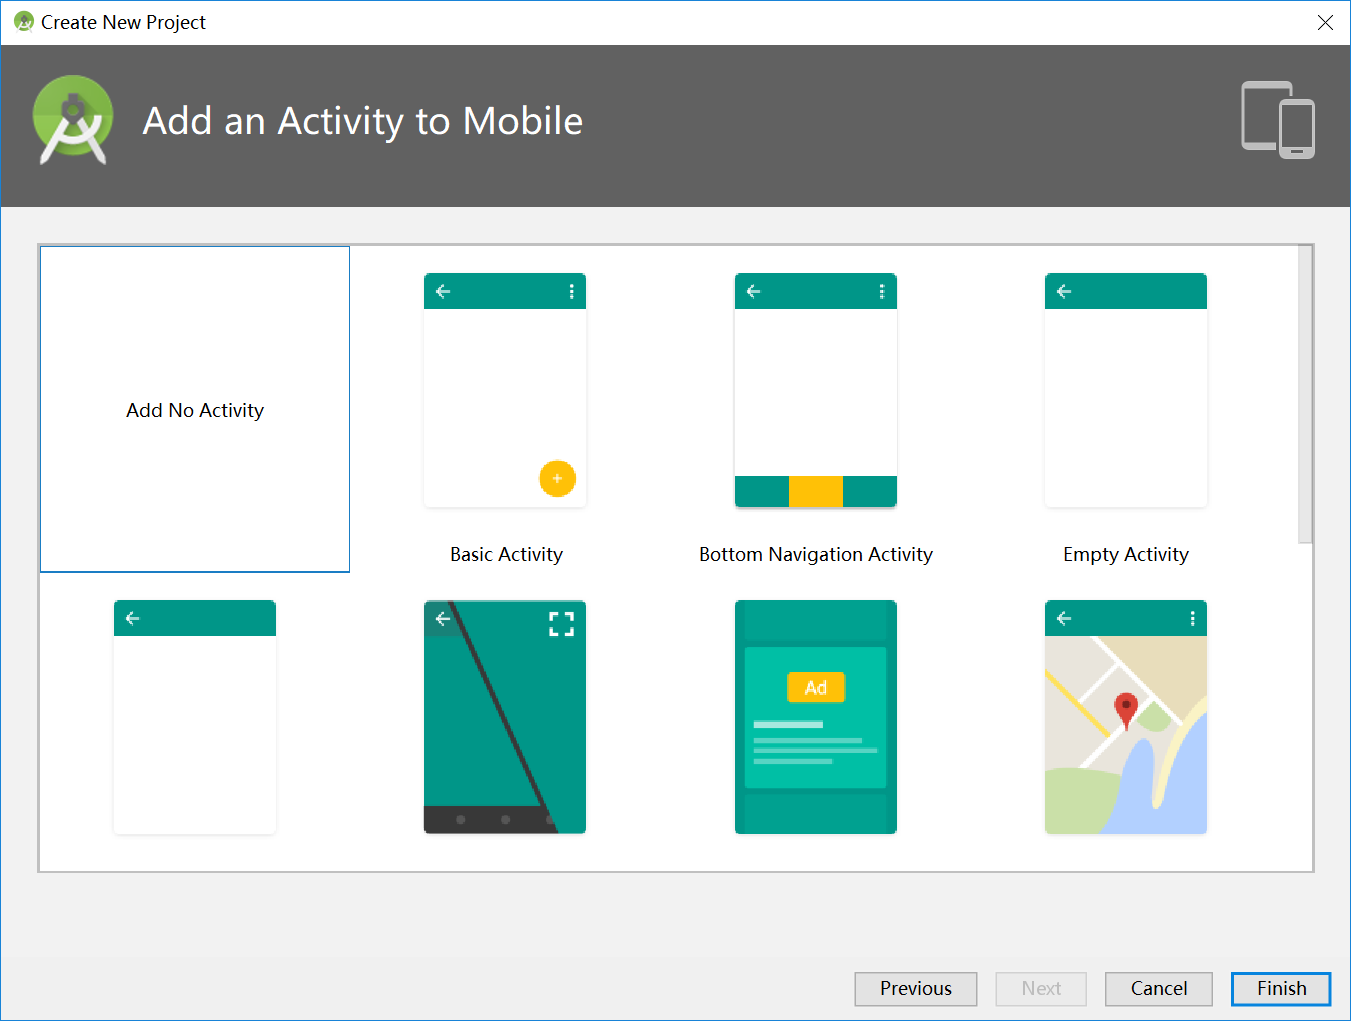 Create New Project
Add an Activity to Mobile
Add No Activity
Basic Activity
Bottom Navigation Activity
Empty Activity
Ad
Previous
Next
Cancel
Finish